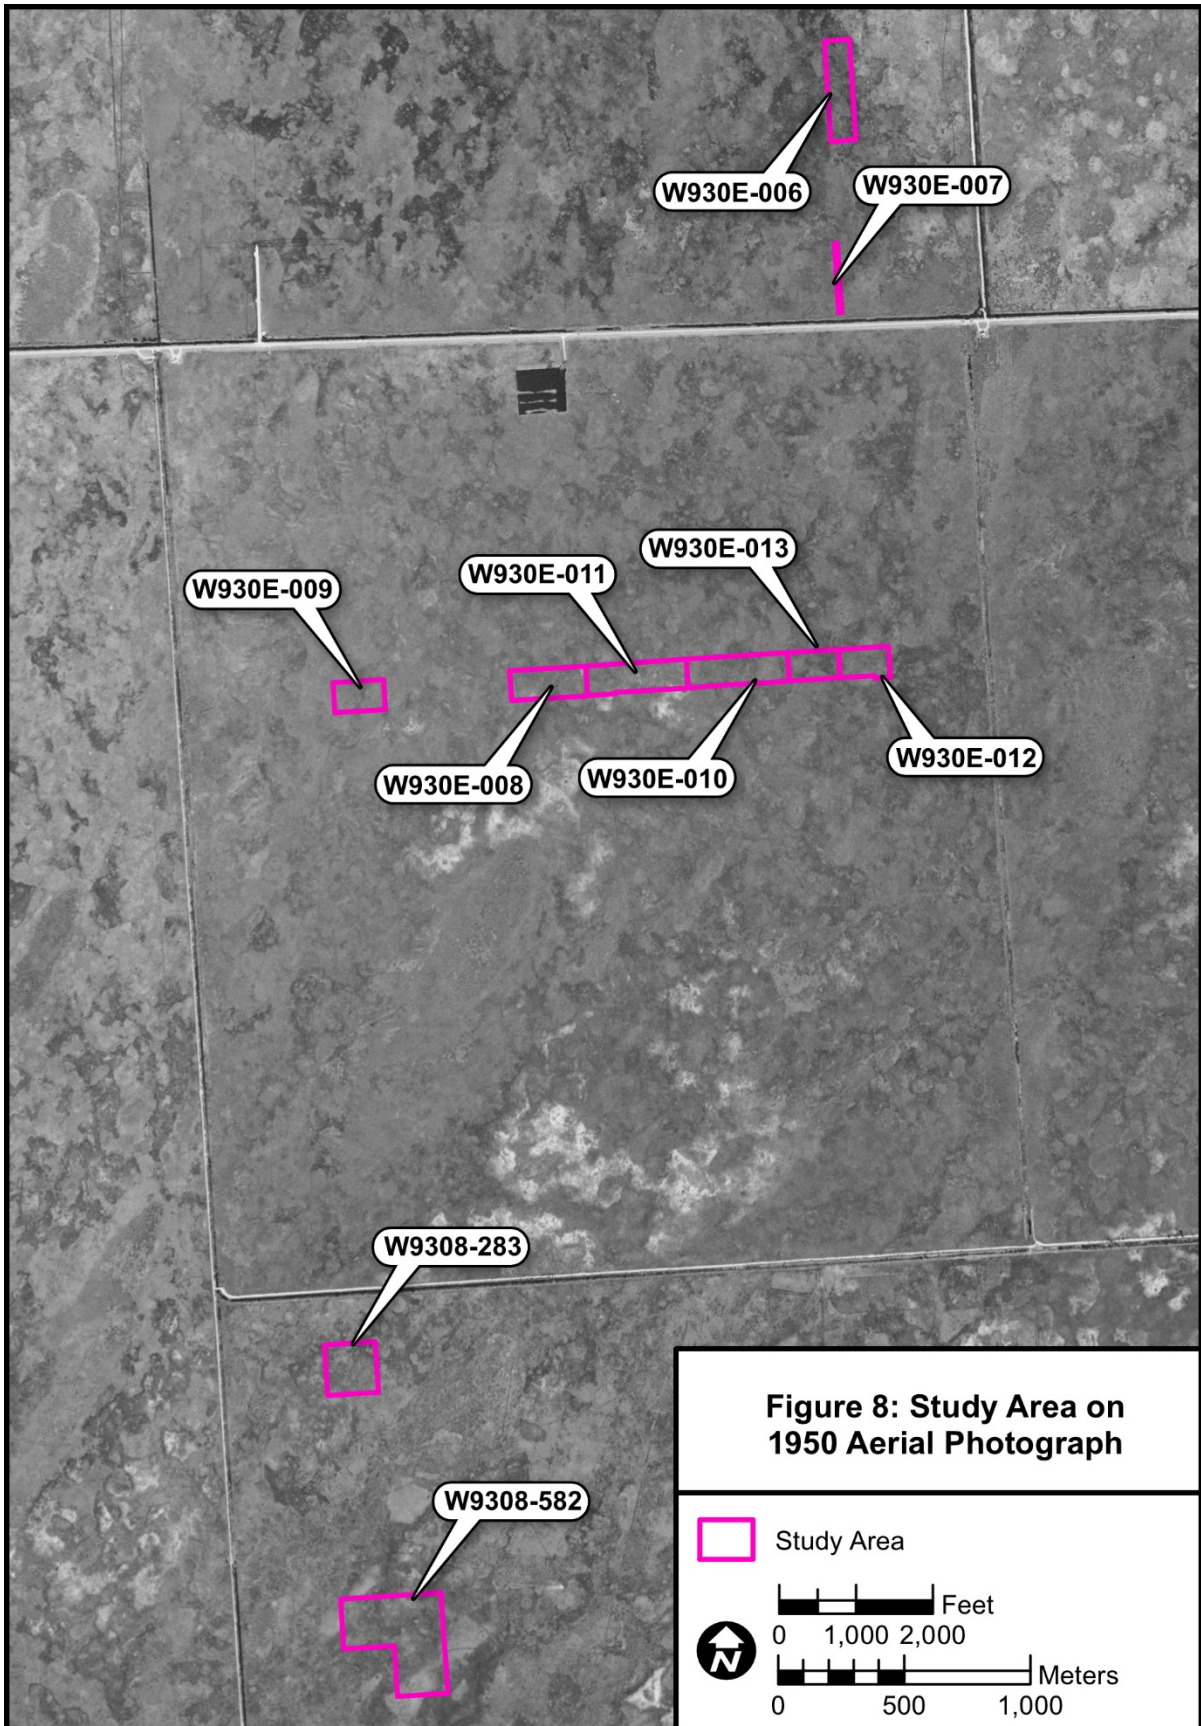 W930E-006
W930E-007
W930E-013
W930E-011
W930E-009
W930E-012
W930E-010
W930E-008
W9308-283
W9308-582
Figure 8: Study Area on
1950 Aerial Photograph
Study Area
Feet
0 1,000 2,000
N
Meters
0 500 1,000